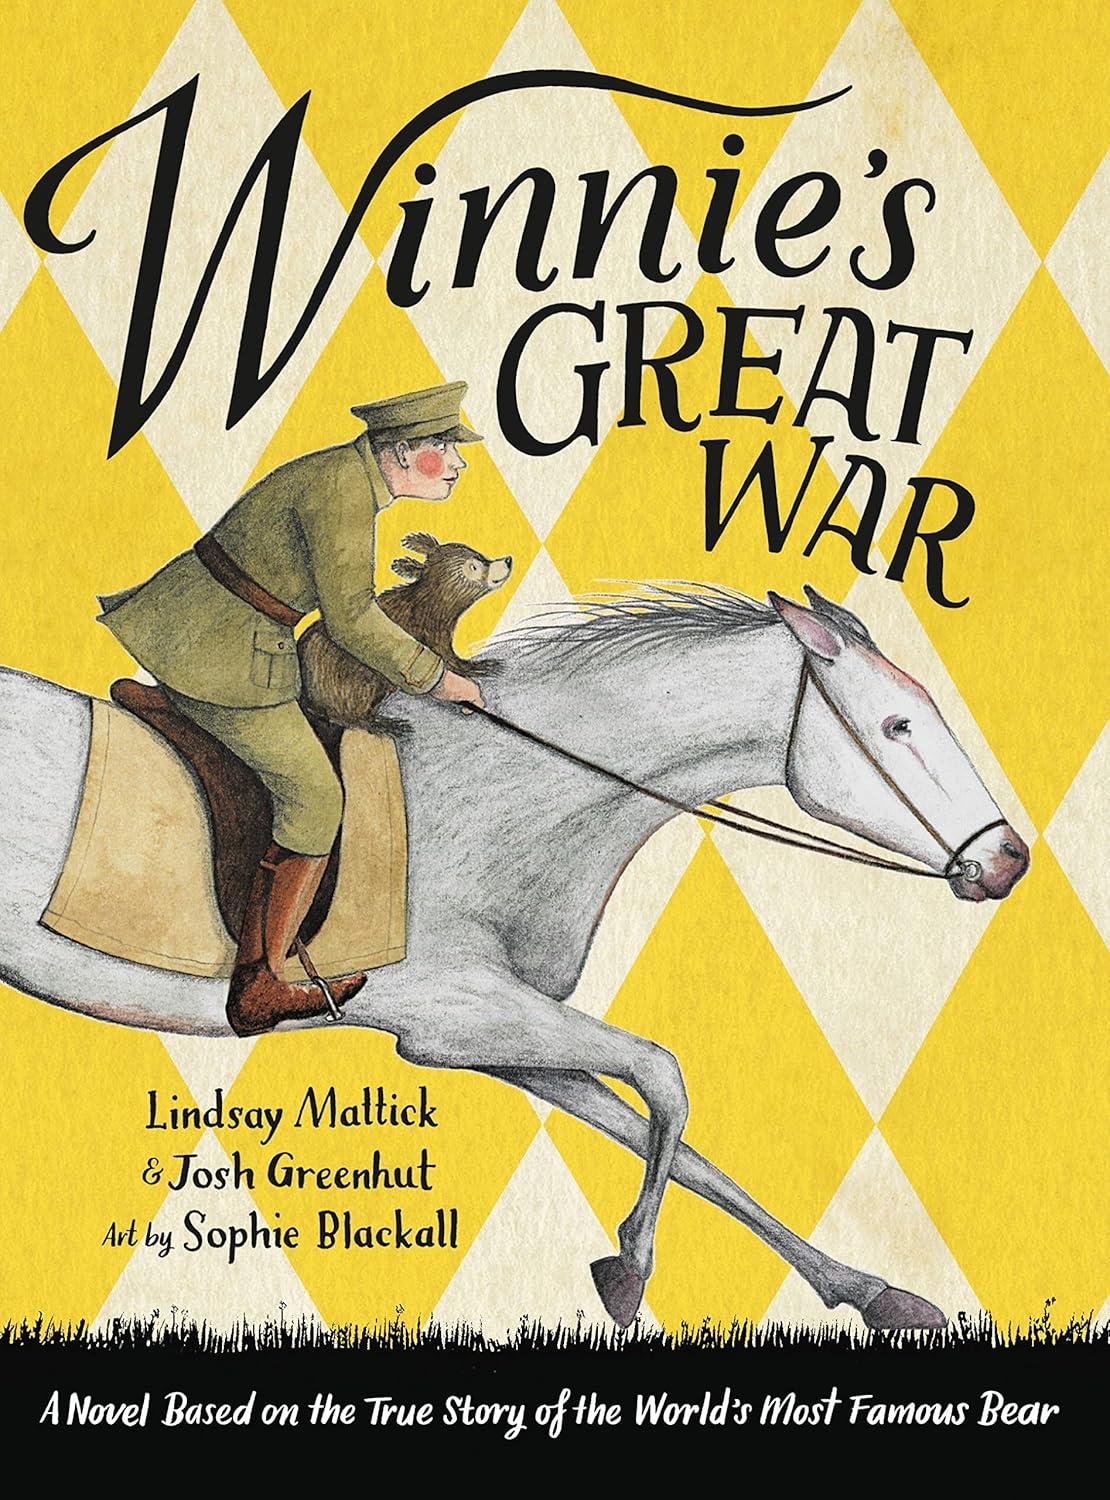 Winnie's
GREAT
WAR
Lindsay Mattick
& Josh Greenhut
Art by Sophie Blackall
A Novel Based on the True Story of the World's Most Famous Bear